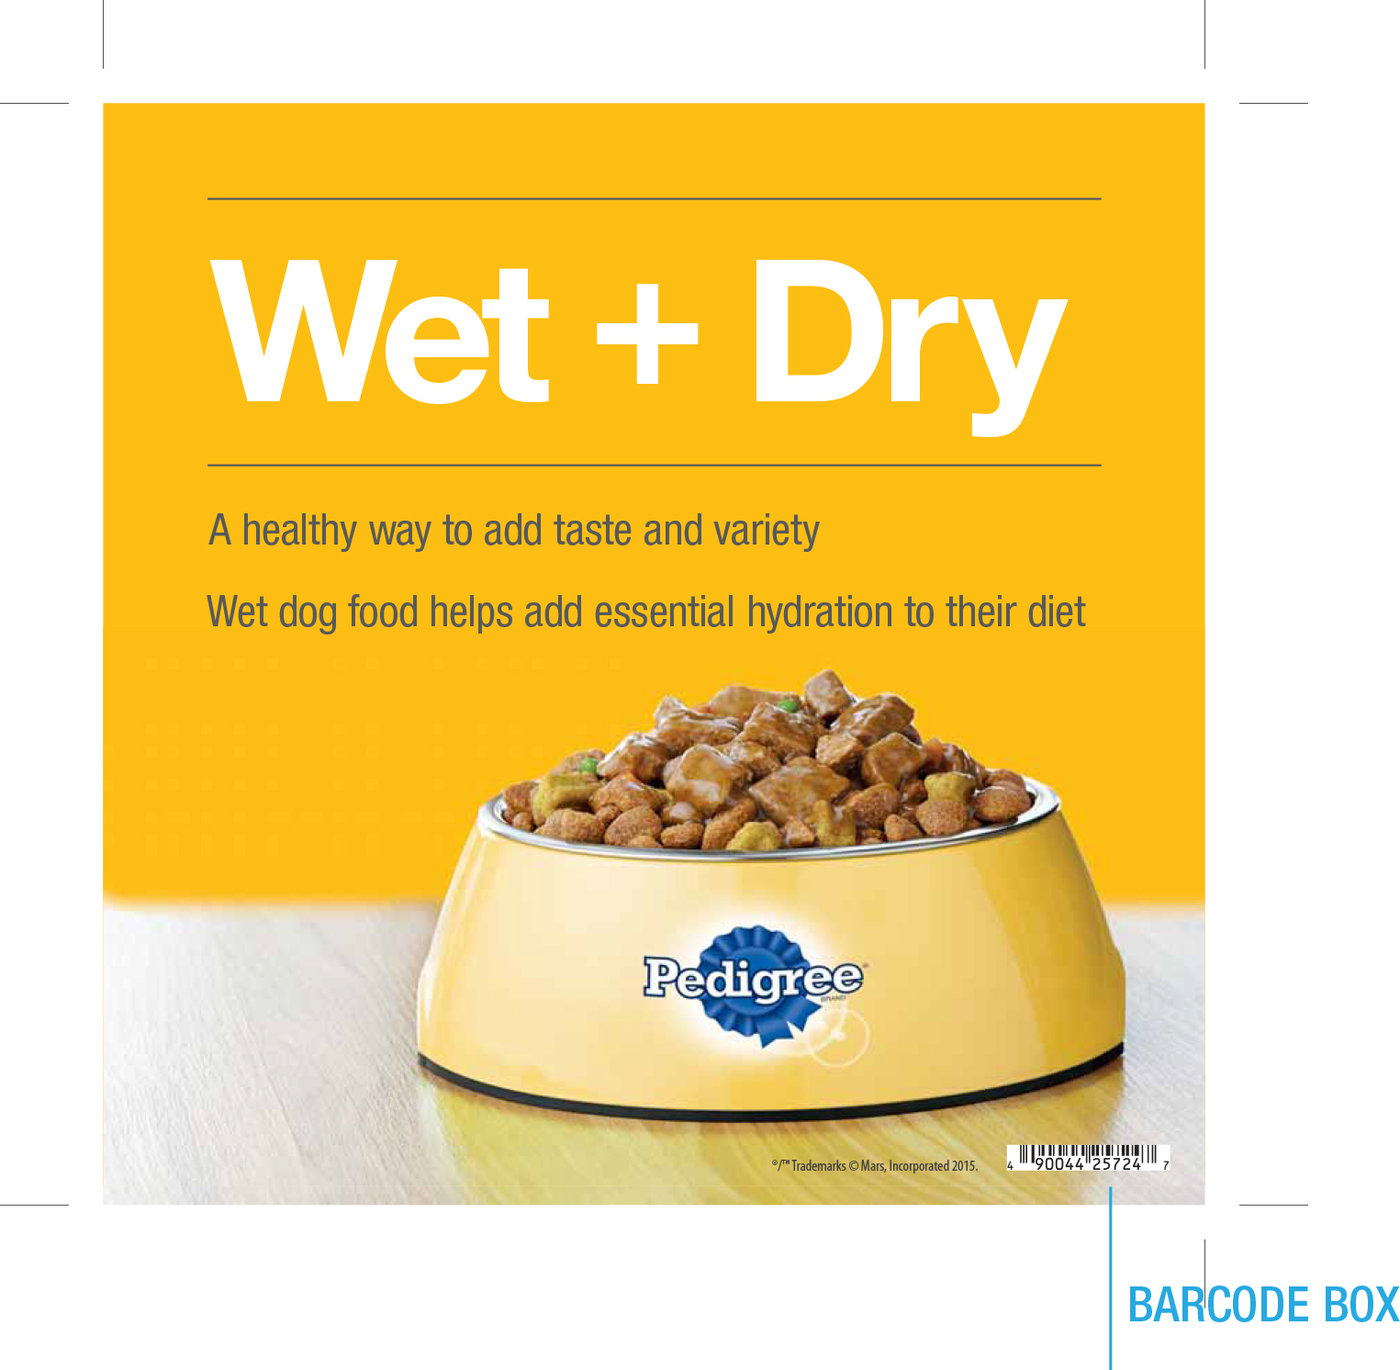 Wet + Dry
A healthy way to add taste and variety
Wet dog food helps add essential hydration to their diet
Pedigree®
BRAND
®/™ Trademarks © Mars, Incorporated 2015.
4 90044 25724 7
BARCODE BOX